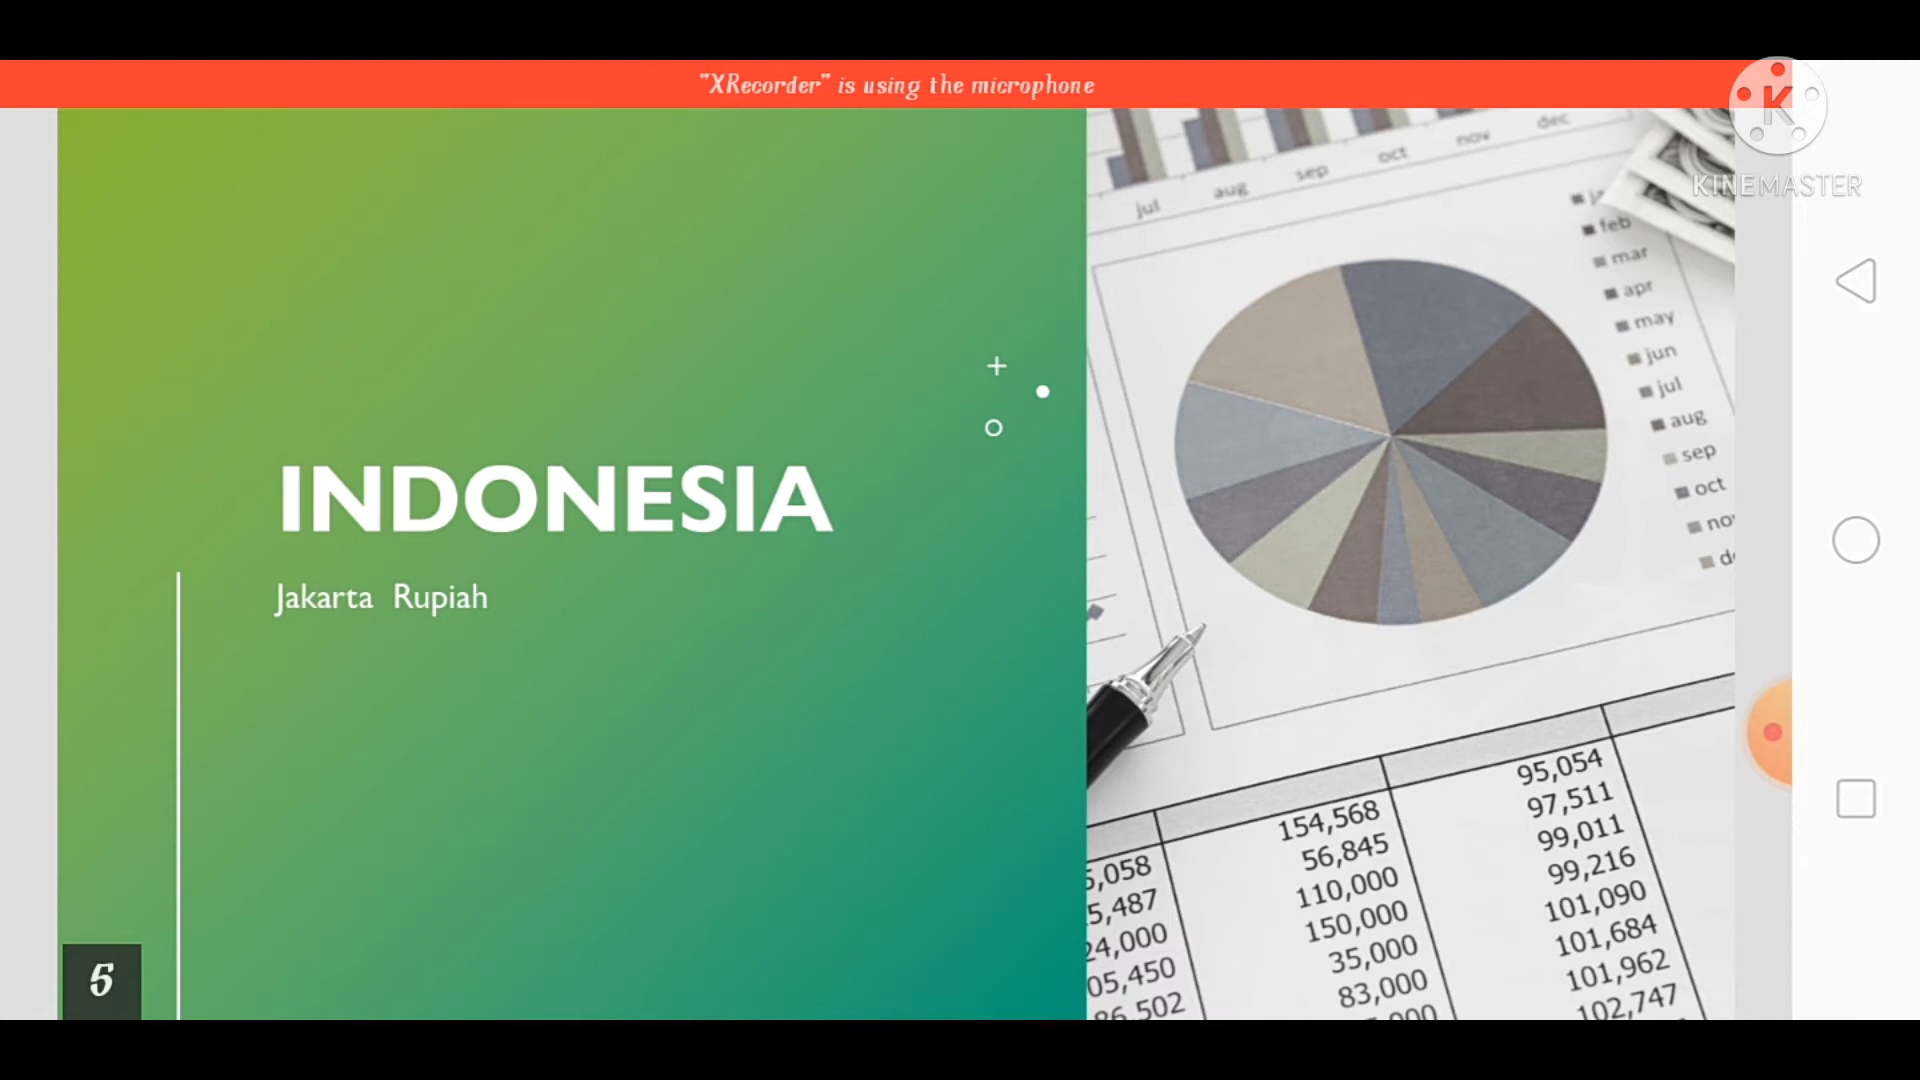 "XRecorder" is using the microphone
KINEMASTER
INDONESIA
Jakarta Rupiah
5
jul aug sep oct nov dec
feb
mar
apr
may
jun
jul
aug
sep
oct
154,568
56,845
110,000
150,000
35,000
83,000
95,054
97,511
99,011
99,216
101,090
101,684
101,962
102,747